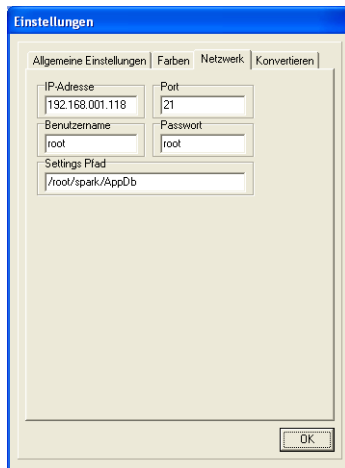 Einstellungen
Allgemeine Einstellungen Farben Netzwerk Konvertieren
IP-Adresse Port
192.168.001.118 21
Benutzername Passwort
root root
Settings Pfad
/root/spark/AppDb
OK